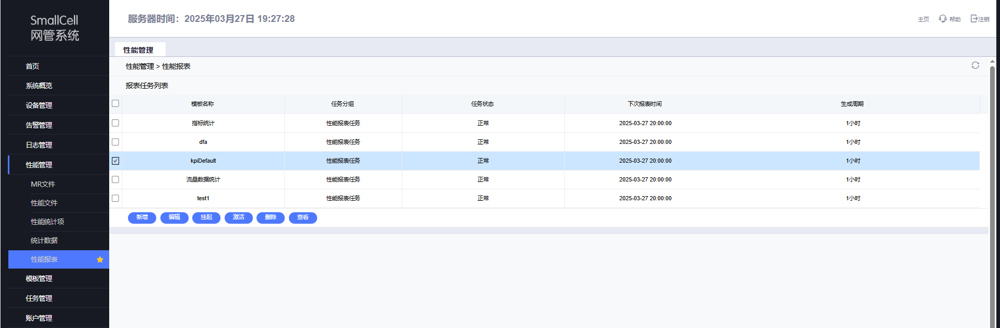 SmallCell
网管系统
服务器时间：2025年03月27日 19:27:28
主页 帮助 注销
首页
系统概览
设备管理
告警管理
日志管理
性能管理
MR文件
性能文件
性能统计项
统计数据
性能报表
模板管理
任务管理
账户管理
性能管理
性能管理 > 性能报表
报表任务列表
模板名称 任务分组 任务状态 下次报表时间 生成周期
指标统计 性能报表任务 正常 2025-03-27 20:00:00 1小时
dfa 性能报表任务 正常 2025-03-27 20:00:00 1小时
kpiDefault 性能报表任务 正常 2025-03-27 20:00:00 1小时
流量数据统计 性能报表任务 正常 2025-03-27 20:00:00 1小时
test1 性能报表任务 正常 2025-03-27 20:00:00 1小时
新增 编辑 挂起 激活 删除 查看